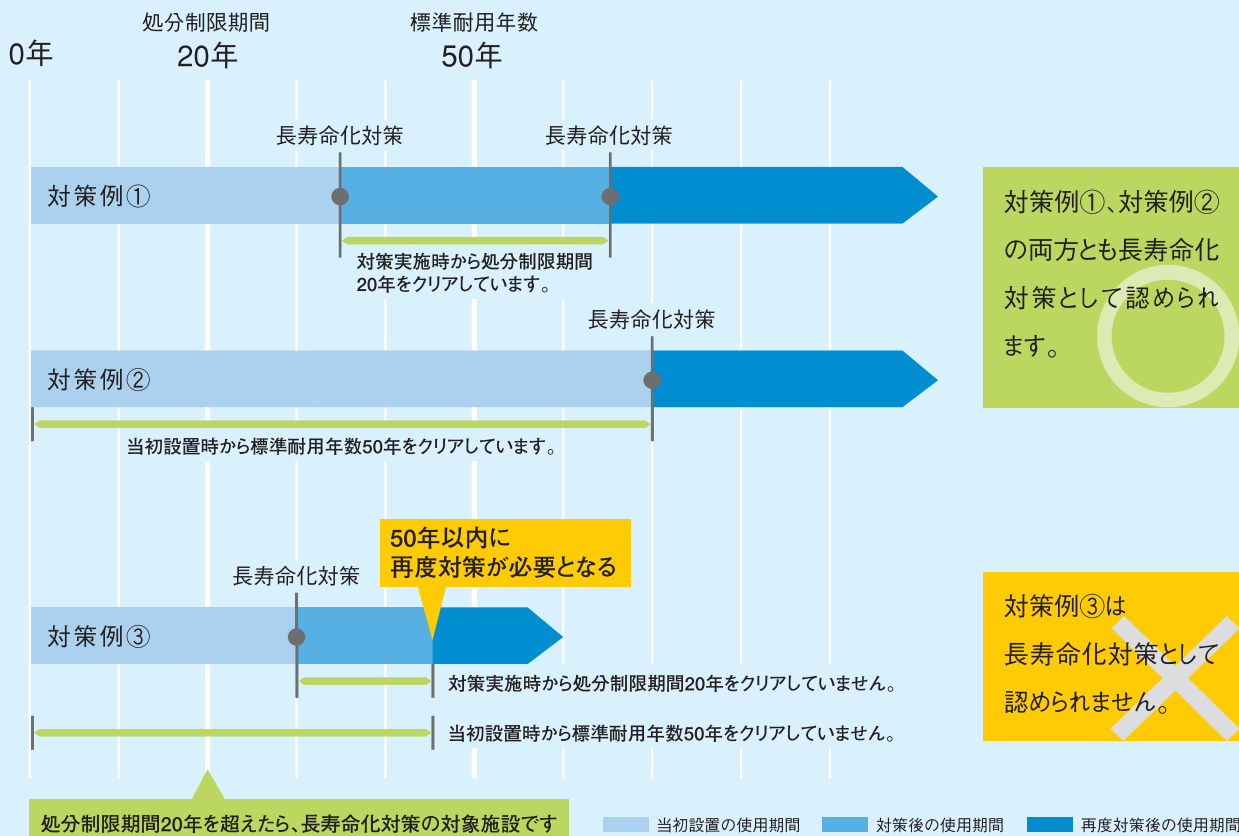 処分制限期間
標準耐用年数
0年
20年
50年
長寿命化対策
長寿命化対策
対策例①
対策実施時から処分制限期間
20年をクリアしています。
長寿命化対策
対策例②
当初設置時から標準耐用年数50年をクリアしています。
対策例①、対策例②
の両方とも長寿命化
対策として認められ
ます。
50年以内に
再度対策が必要となる
長寿命化対策
対策例③
対策実施時から処分制限期間20年をクリアしていません。
当初設置時から標準耐用年数50年をクリアしていません。
対策例③は
長寿命化対策として
認められません。
処分制限期間20年を超えたら、長寿命化対策の対象施設です
当初設置の使用期間
対策後の使用期間
再度対策後の使用期間